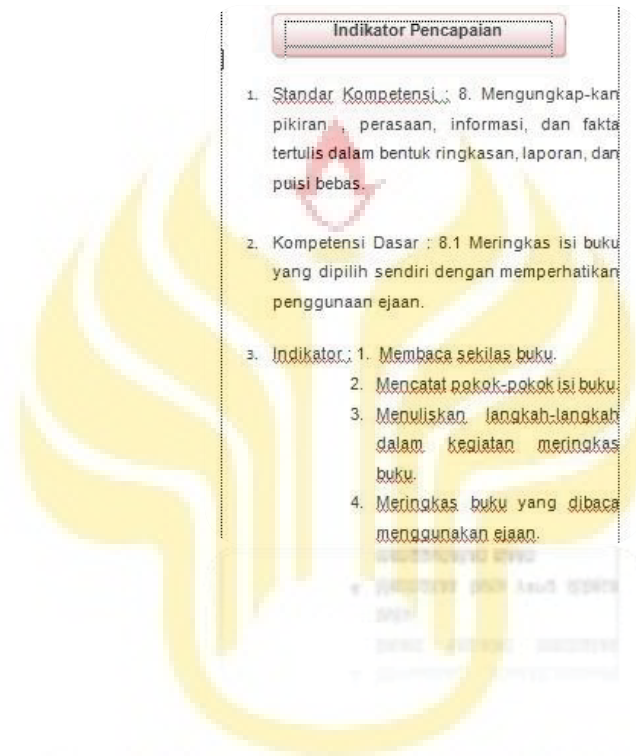 Indikator Pencapaian
1. Standar Kompetensi : 8. Mengungkap-kan
pikiran , perasaan, informasi, dan fakta
tertulis dalam bentuk ringkasan, laporan, dan
puisi bebas.
2. Kompetensi Dasar : 8.1 Meringkas isi buku
yang dipilih sendiri dengan memperhatikan
penggunaan ejaan.
3. Indikator : 1. Membaca sekilas buku.
2. Mencatat pokok-pokok isi buku.
3. Menuliskan langkah-langkah
dalam kegiatan meringkas
buku.
4. Meringkas buku yang dibaca
menggunakan ejaan.